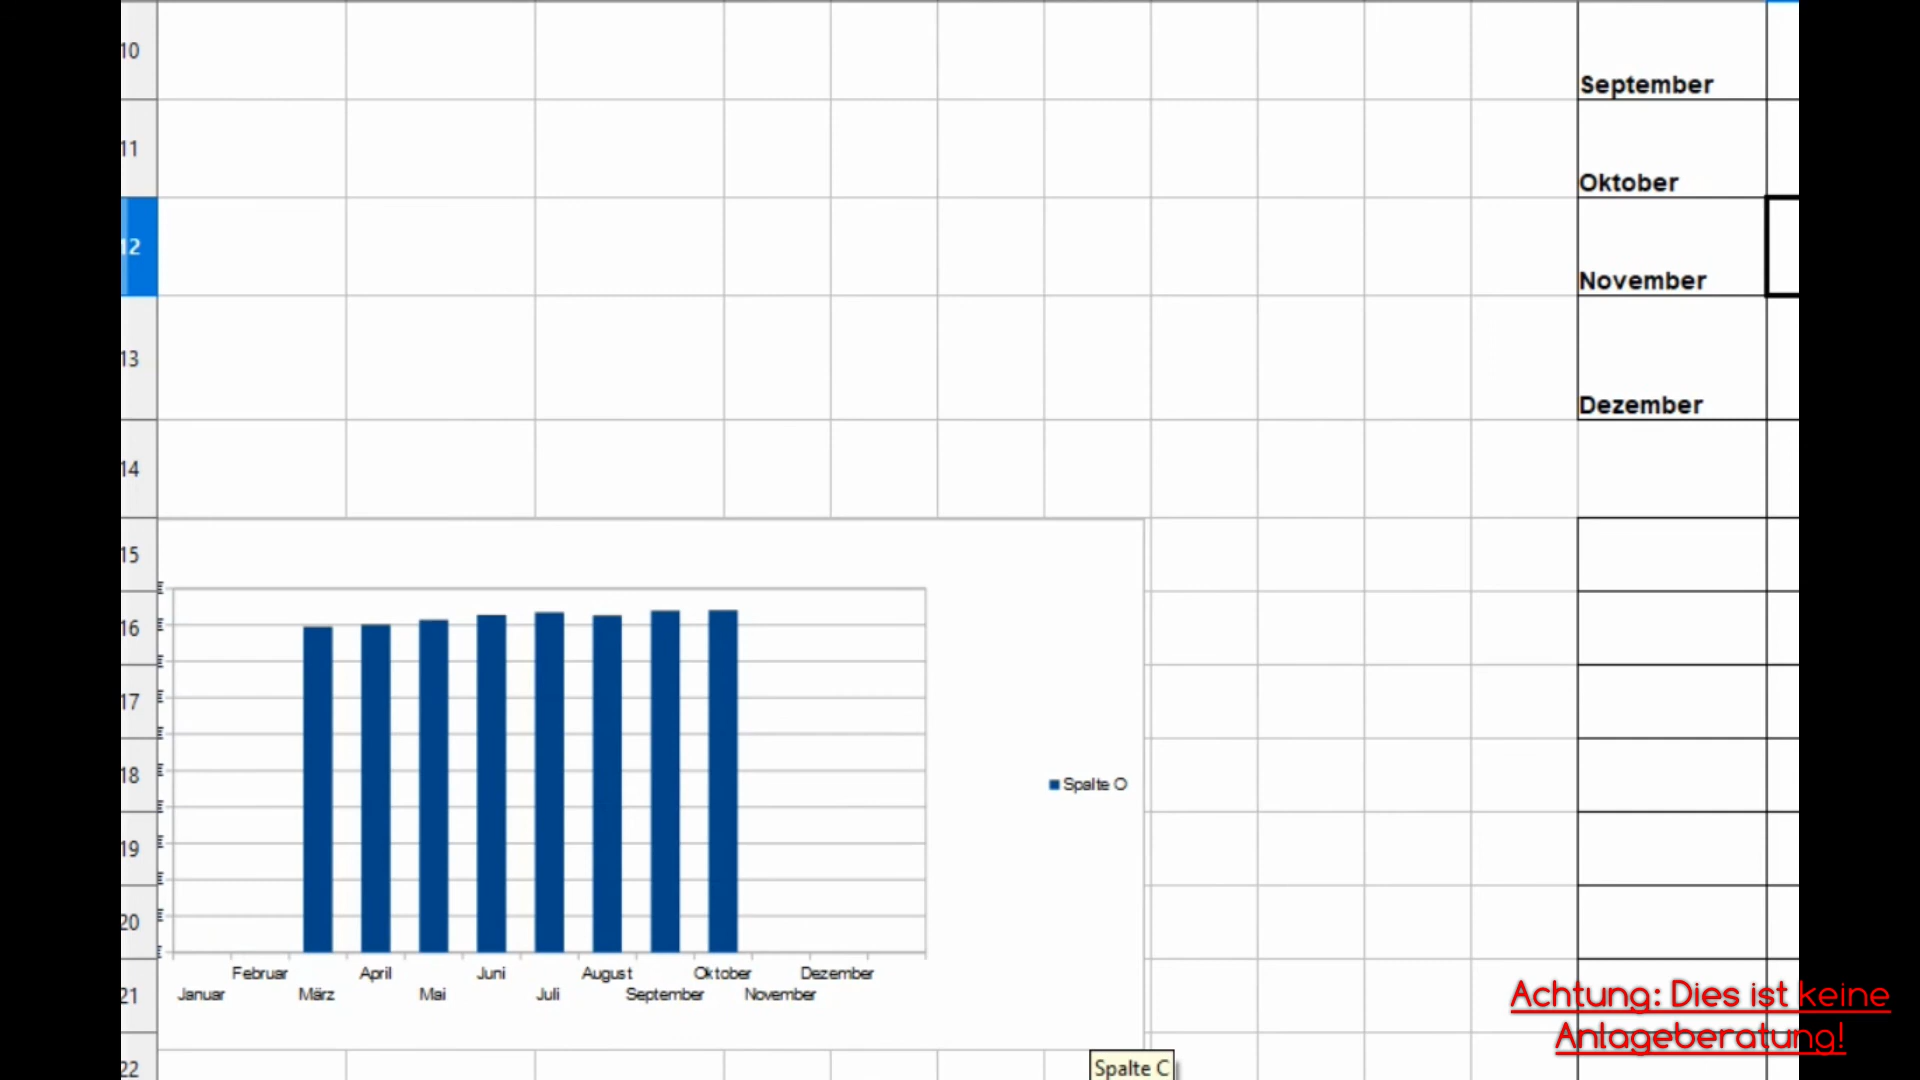 10
September
11
Oktober
12
November
13
Dezember
14
15
16
17
18
Spalte O
19
20
Februar April Juni August Oktober Dezember
Januar März Mai Juli September November
21
Achtung: Dies ist keine
Anlageberatung!
22
Spalte C